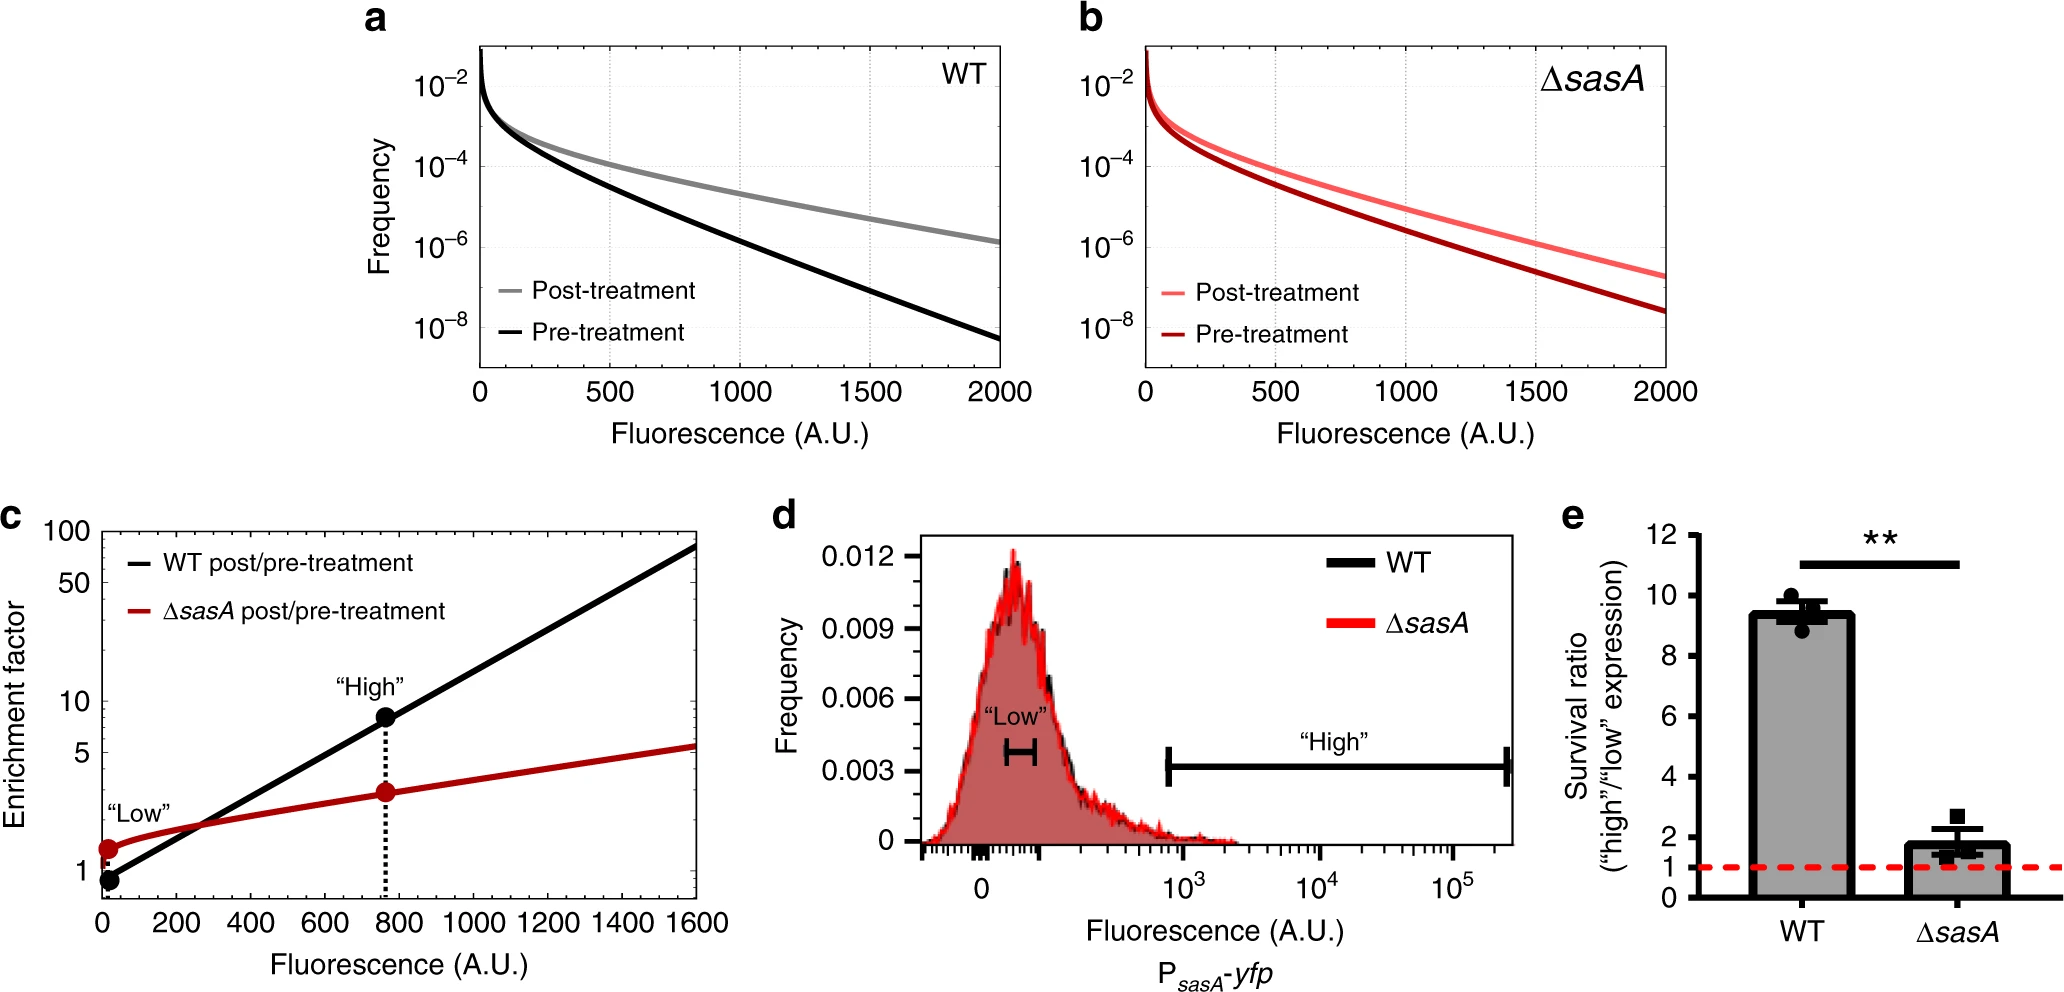 a
WT
10⁻²
10⁻⁴
10⁻⁶
10⁻⁸
Frequency
Post-treatment
Pre-treatment
0 500 1000 1500 2000
Fluorescence (A.U.)
b
ΔsasA
10⁻²
10⁻⁴
10⁻⁶
10⁻⁸
Post-treatment
Pre-treatment
0 500 1000 1500 2000
Fluorescence (A.U.)
c
100
50
10
5
1
Enrichment factor
WT post/pre-treatment
ΔsasA post/pre-treatment
“High”
“Low”
0 200 400 600 800 1000 1200 1400 1600
Fluorescence (A.U.)
d
0.012
0.009
0.006
0.003
0
Frequency
WT
ΔsasA
“Low”
“High”
0 10³ 10⁴ 10⁵
Fluorescence (A.U.)
PsasA-yfp
e
12
10
8
6
4
2
1
0
Survival ratio
(“high”/“low” expression)
**
WT ΔsasA